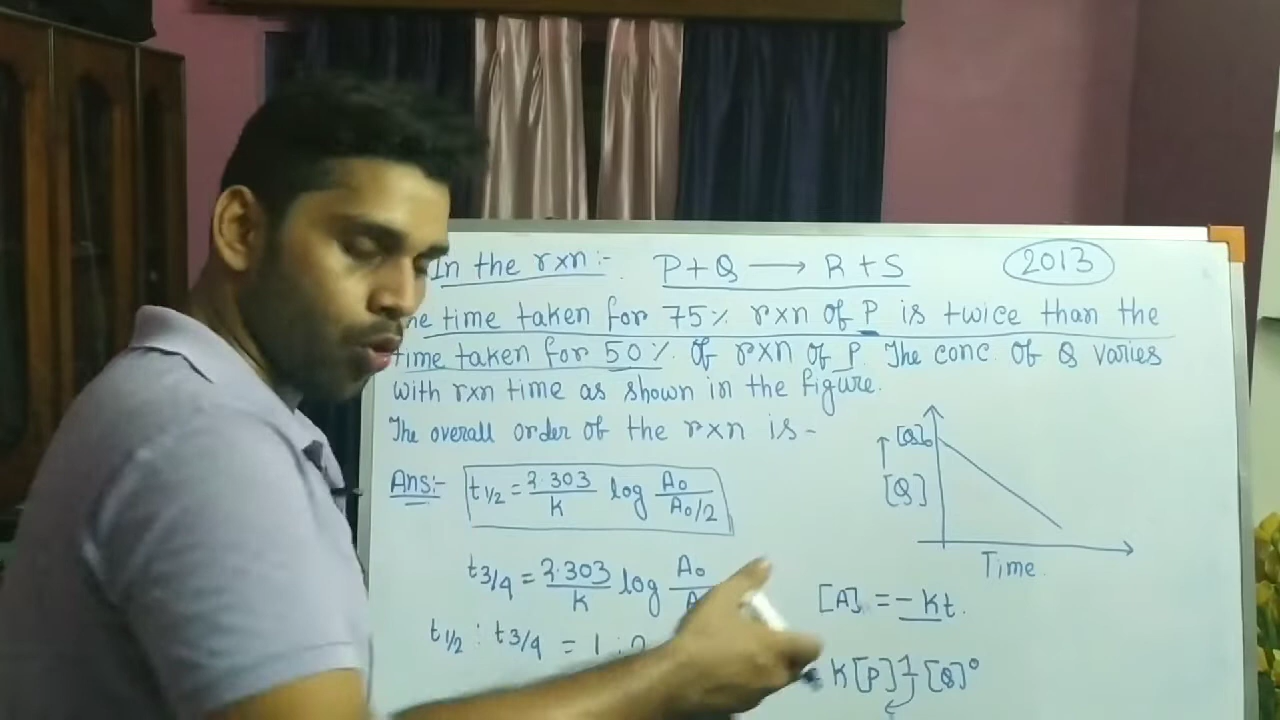 In the rxn:- P+Q ⟶ R+S 2013
time taken for 75% rxn of P is twice than the
time taken for 50% of rxn of P. The conc. of Q varies
with rxn time as shown in the figure.
The overall order of the rxn is -
[Q]₀
[Q]
Time
Ans:- t1/2 = 2.303/K log A₀/A₀/2
t3/4 = 2.303/K log A₀
t1/2 : t3/4 = 1 :
[A] = -Kt.
K[P]¹ [Q]⁰